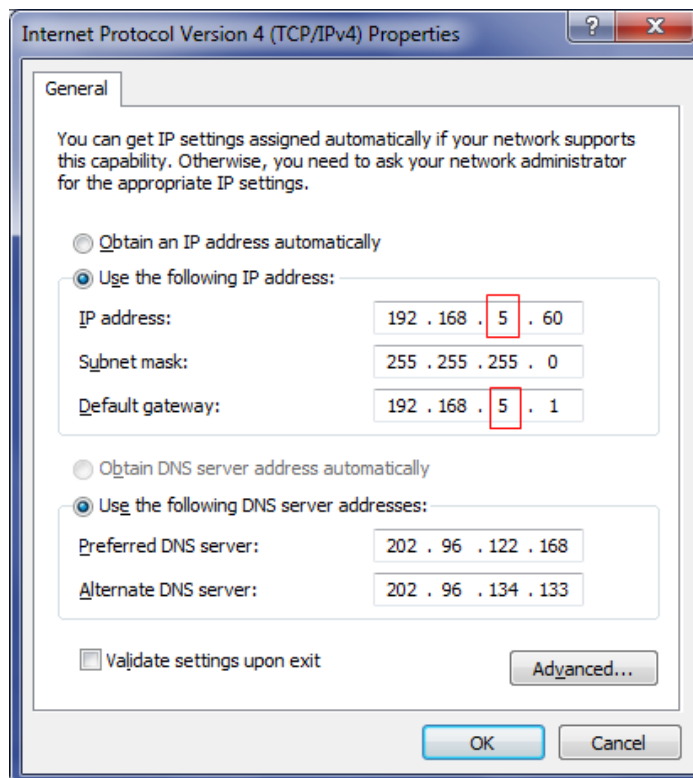 Internet Protocol Version 4 (TCP/IPv4) Properties
?
x
General
You can get IP settings assigned automatically if your network supports
this capability. Otherwise, you need to ask your network administrator
for the appropriate IP settings.
Obtain an IP address automatically
Use the following IP address:
IP address: 192 . 168 . 5 . 60
Subnet mask: 255 . 255 . 255 . 0
Default gateway: 192 . 168 . 5 . 1
Obtain DNS server address automatically
Use the following DNS server addresses:
Preferred DNS server: 202 . 96 . 122 . 168
Alternate DNS server: 202 . 96 . 134 . 133
Validate settings upon exit
Advanced...
OK Cancel